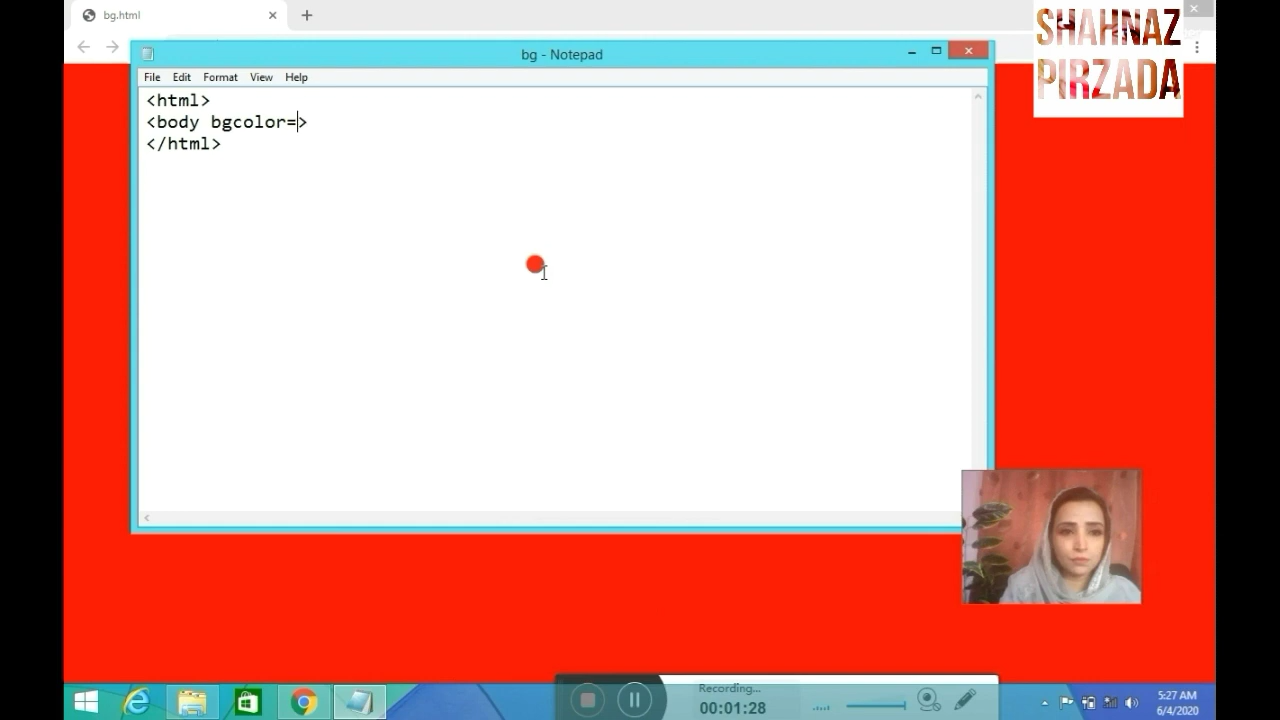 bg.html
SHAHNAZ
PIRZADA
bg - Notepad
File Edit Format View Help
<html>
<body bgcolor=>
</html>
Recording...
00:01:28
5:27 AM
6/4/2020